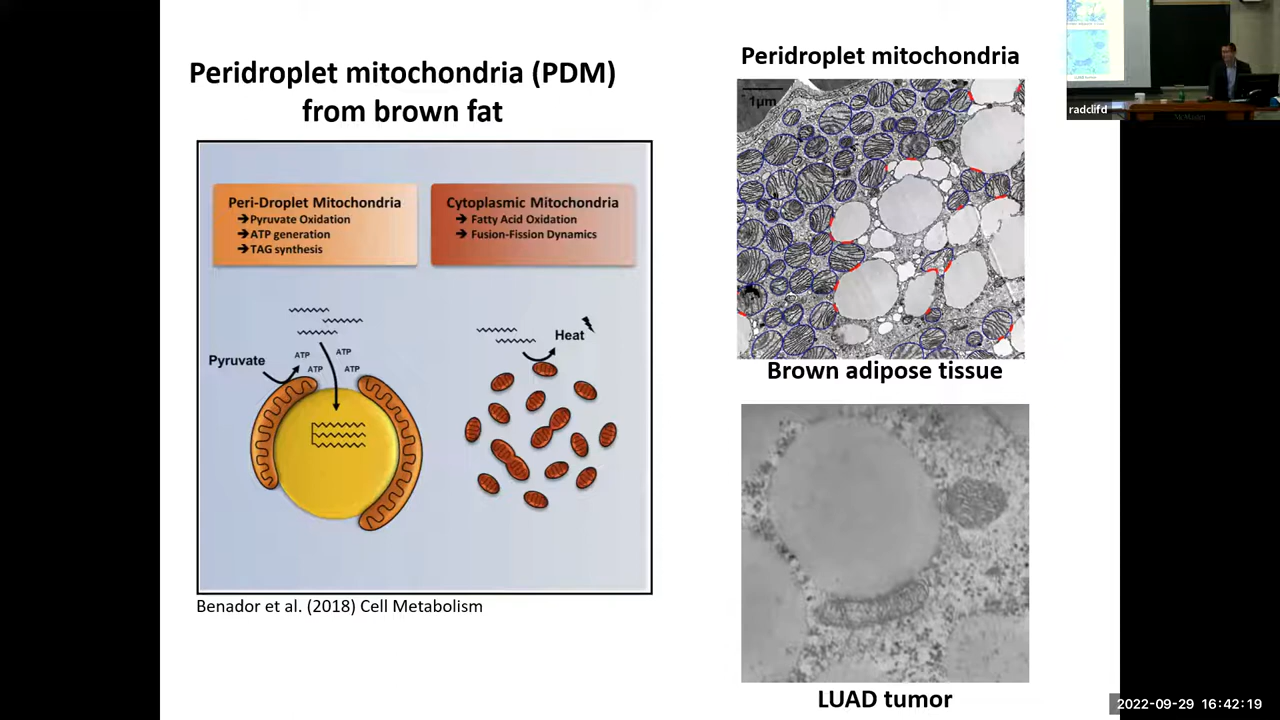 Peridroplet mitochondria (PDM)
from brown fat
Peri-Droplet Mitochondria
➔Pyruvate Oxidation
➔ATP generation
➔TAG synthesis
Cytoplasmic Mitochondria
➔ Fatty Acid Oxidation
➔ Fusion-Fission Dynamics
Pyruvate
ATP
ATP
ATP
ATP
Heat
Benador et al. (2018) Cell Metabolism
Peridroplet mitochondria
1μm
Brown adipose tissue
LUAD tumor
radclifd
2022-09-29 16:42:19